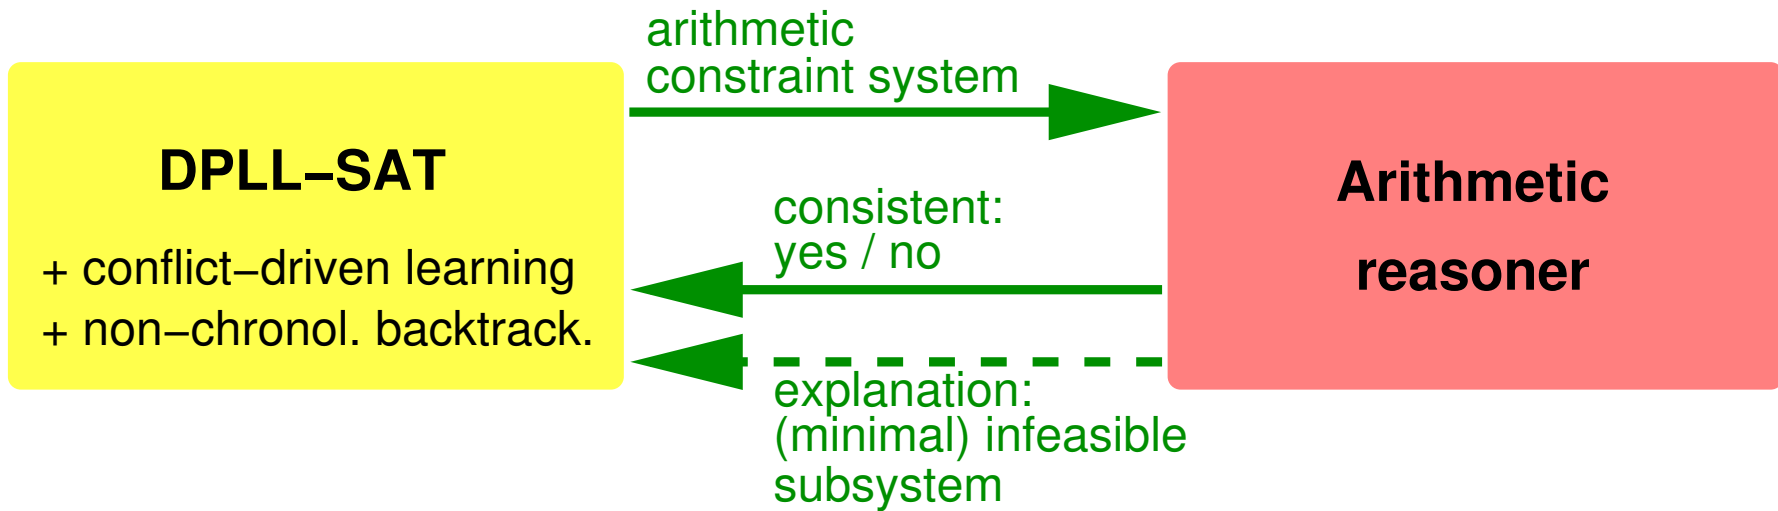 arithmetic
constraint system
DPLL–SAT
+ conflict–driven learning
+ non–chronol. backtrack.
consistent:
yes / no
explanation:
(minimal) infeasible
subsystem
Arithmetic
reasoner